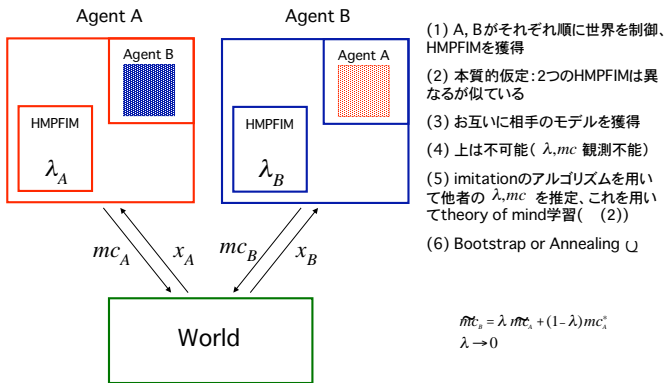 Agent A
Agent B
Agent B
HMPFIM
λ_A
Agent A
HMPFIM
λ_B
mc_A
x_A
mc_B
x_B
World
(1) A, Bがそれぞれ順に世界を制御、
HMPFIMを獲得
(2) 本質的仮定：2つのHMPFIMは異
なるが似ている
(3) お互いに相手のモデルを獲得
(4) 上は不可能( λ,mc 観測不能)
(5) imitationのアルゴリズムを用い
て他者の λ,mc を推定、これを用い
てtheory of mind学習( (2))
(6) Bootstrap or Annealing
m̃c_B = λ m̃c_A + (1-λ)mc_A^*
λ→0